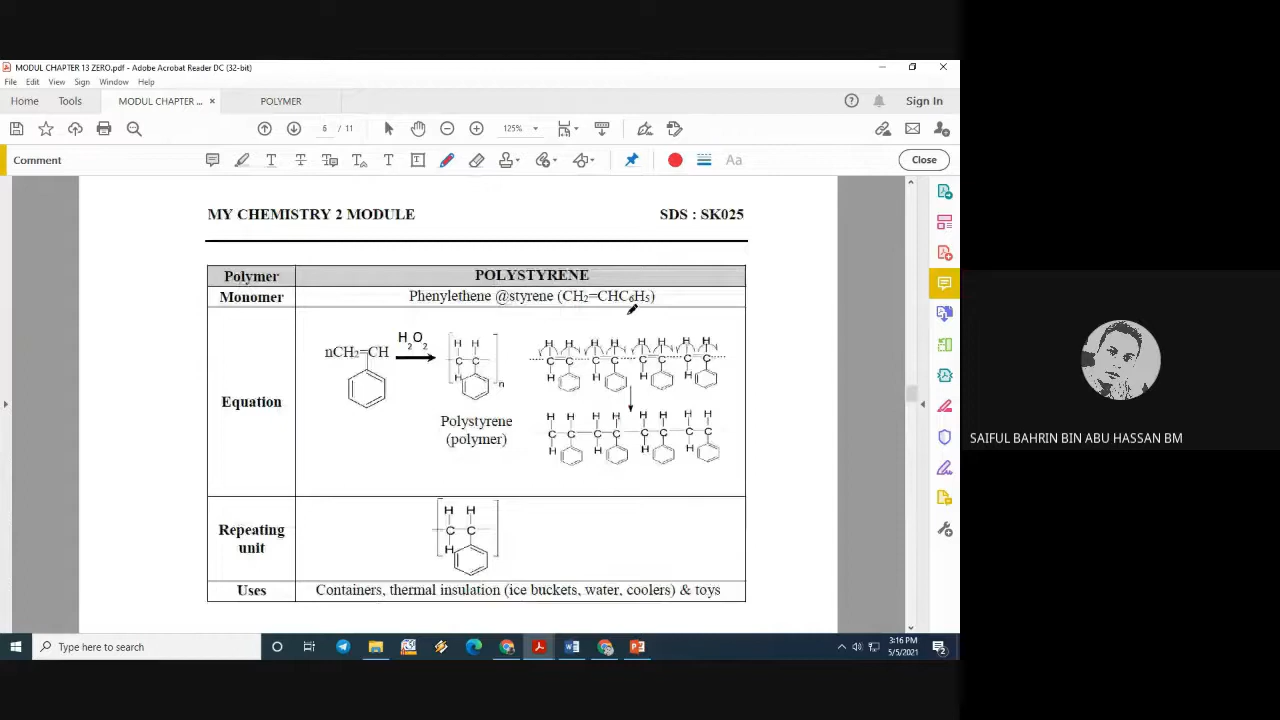 MODUL CHAPTER 13 ZERO.pdf - Adobe Acrobat Reader DC (32-bit)
File Edit View Sign Window Help
Home Tools MODUL CHAPTER ... × POLYMER Sign In
6 / 11 125%
Comment Aa Close
MY CHEMISTRY 2 MODULE SDS : SK025
Polymer POLYSTYRENE
Monomer Phenylethene @styrene (CH2=CHC6H5)
Equation
nCH2=CH
H2O2
H H
C C
H
n
Polystyrene
(polymer)
H H H H H H H H
C C C C C C C C
H H H H
H H H H H H H H
C C C C C C C C
H H H H
Repeating
unit
H H
C C
H
Uses Containers, thermal insulation (ice buckets, water, coolers) & toys
SAIFUL BAHRIN BIN ABU HASSAN BM
Type here to search
3:16 PM
5/5/2021
2